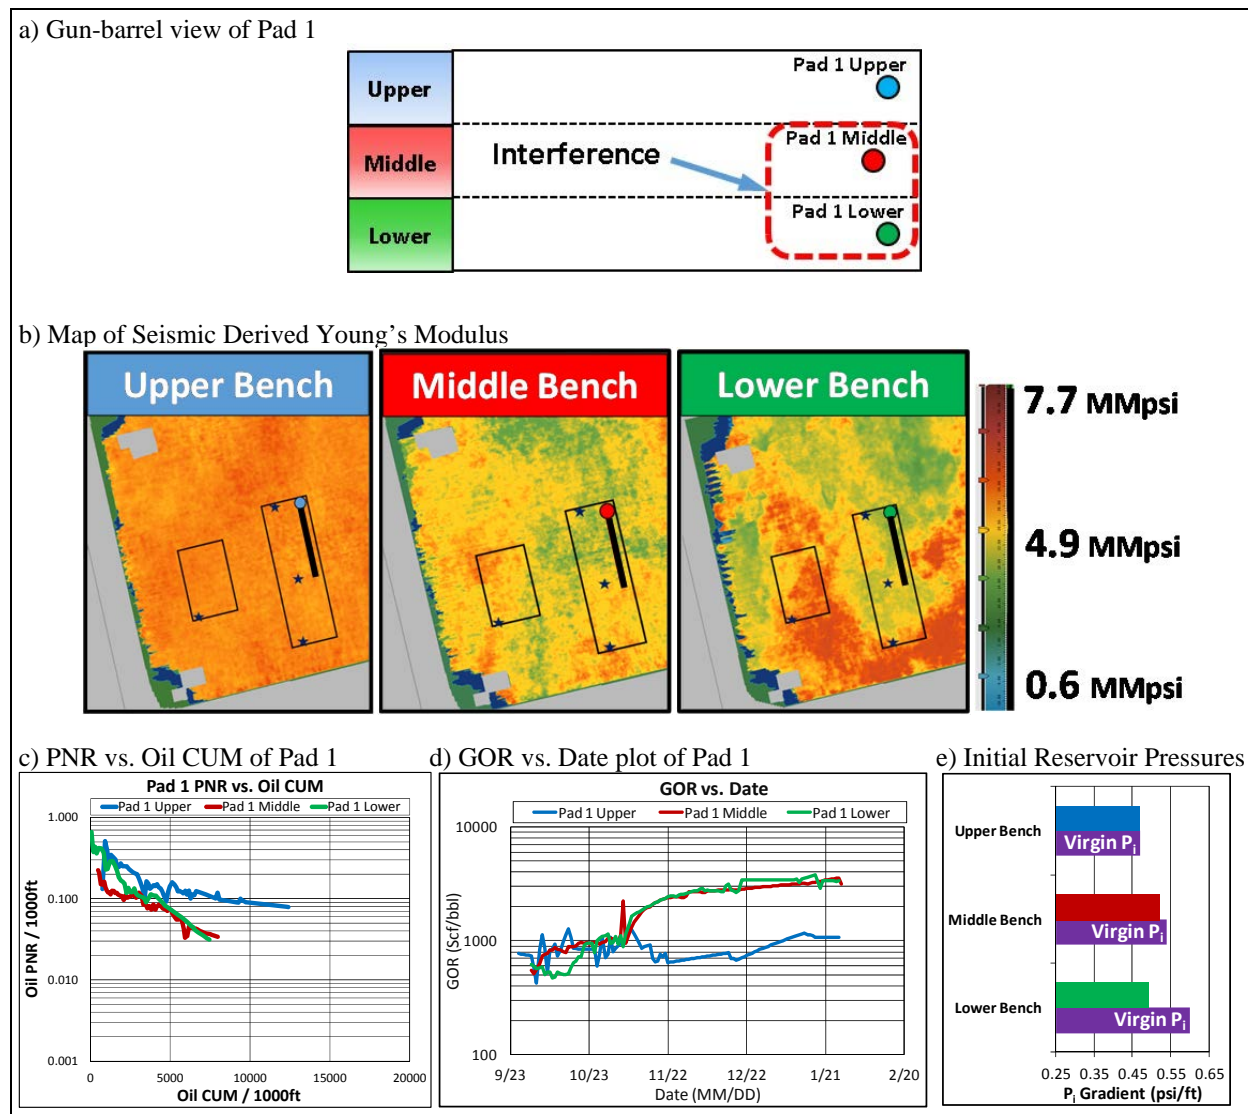 a) Gun-barrel view of Pad 1
Upper
Middle
Lower
Interference
Pad 1 Upper
Pad 1 Middle
Pad 1 Lower
b) Map of Seismic Derived Young's Modulus
Upper Bench
Middle Bench
Lower Bench
7.7 MMpsi
4.9 MMpsi
0.6 MMpsi
c) PNR vs. Oil CUM of Pad 1
Pad 1 PNR vs. Oil CUM
Pad 1 Upper Pad 1 Middle Pad 1 Lower
Oil PNR / 1000ft
1.000
0.100
0.010
0.001
0 5000 10000 15000 20000
Oil CUM / 1000ft
d) GOR vs. Date plot of Pad 1
GOR vs. Date
Pad 1 Upper Pad 1 Middle Pad 1 Lower
GOR (Scf/bbl)
10000
1000
100
9/23 10/23 11/22 12/22 1/21 2/20
Date (MM/DD)
e) Initial Reservoir Pressures
Upper Bench
Virgin Pi
Middle Bench
Virgin Pi
Lower Bench
Virgin Pi
0.25 0.35 0.45 0.55 0.65
Pi Gradient (psi/ft)